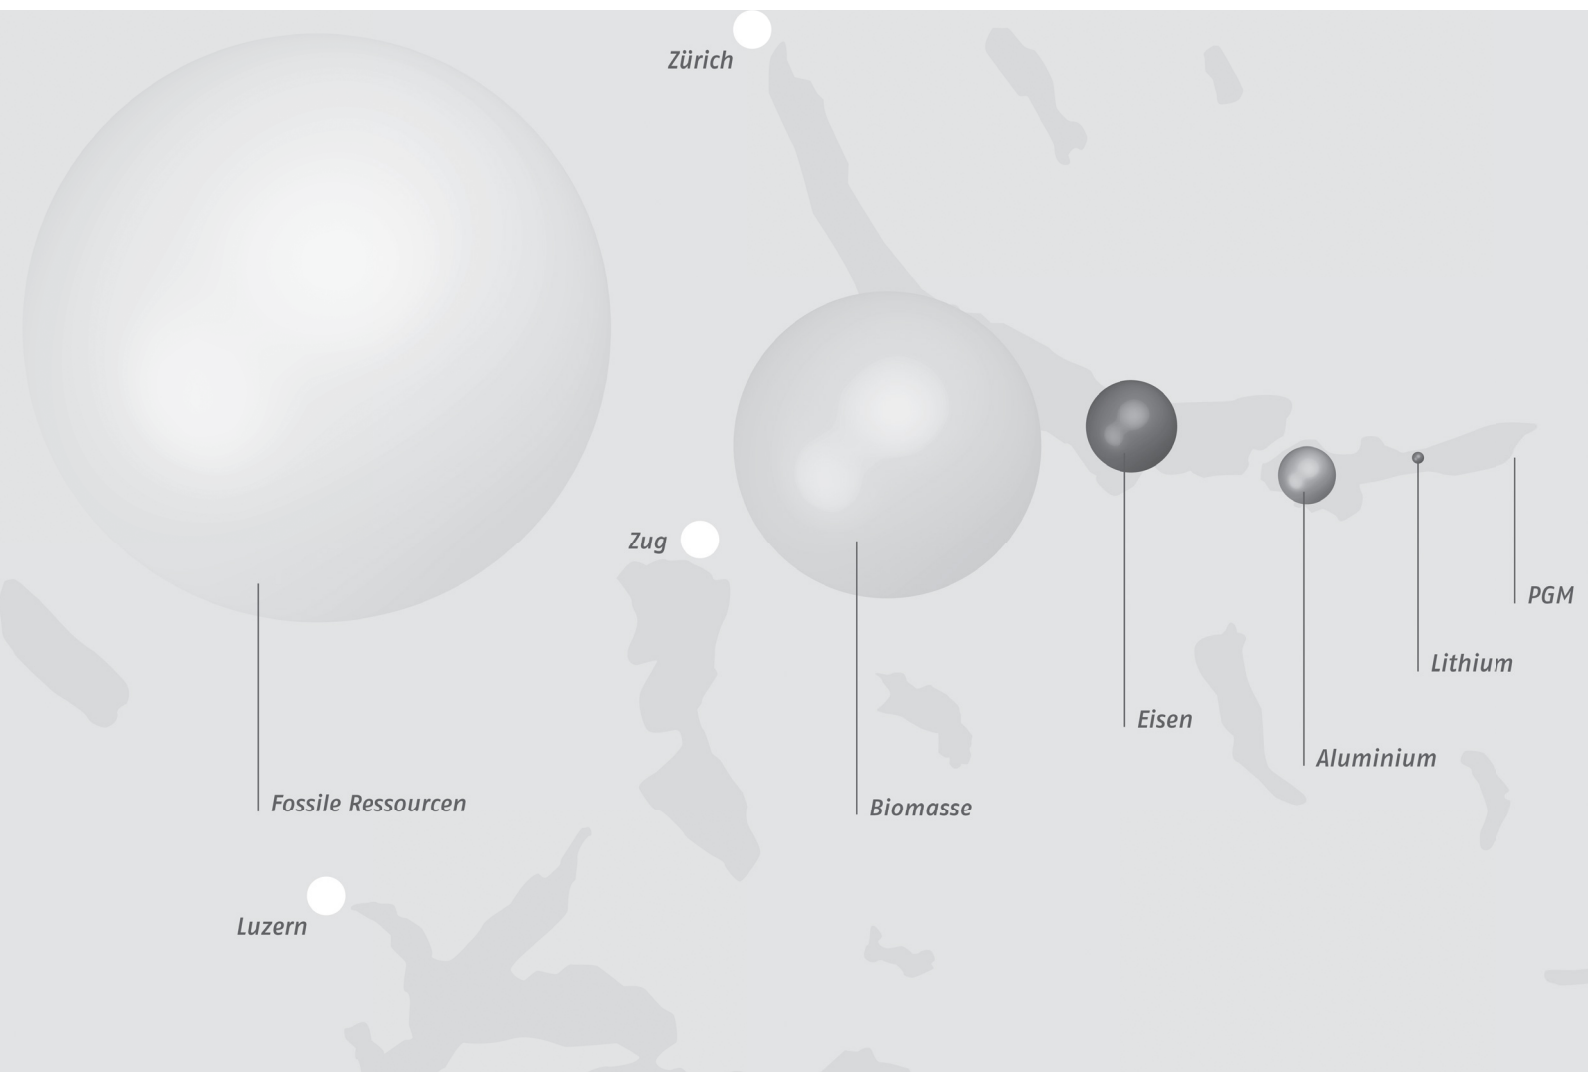 Zürich
Zug
PGM
Lithium
Eisen
Aluminium
Fossile Ressourcen
Biomasse
Luzern